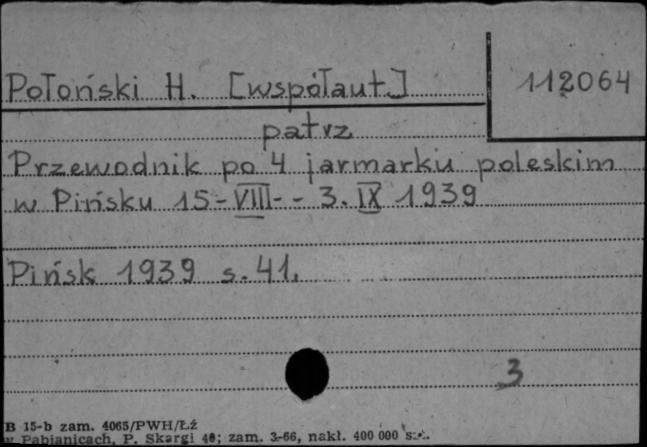 Połoński H. [współaut.]
112064
patrz
Przewodnik po 4 jarmarku poleskim
w Pińsku 15-VIII- - 3. IX 1939
Pińsk 1939 s. 41.
3
B 15-b zam. 4065/PWH/Łź
w Pabianicach, P. Skargi 40; zam. 3-66, nakł. 400 000 szt.